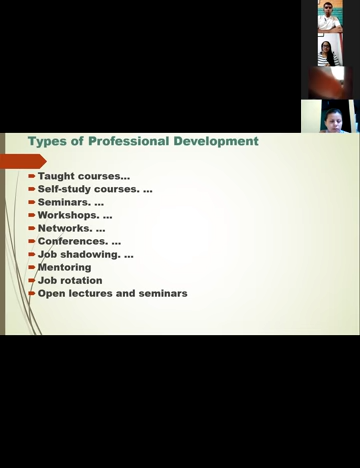 Types of Professional Development
Taught courses...
Self-study courses. ...
Seminars. ...
Workshops. ...
Networks. ...
Conferences. ...
Job shadowing. ...
Mentoring
Job rotation
Open lectures and seminars